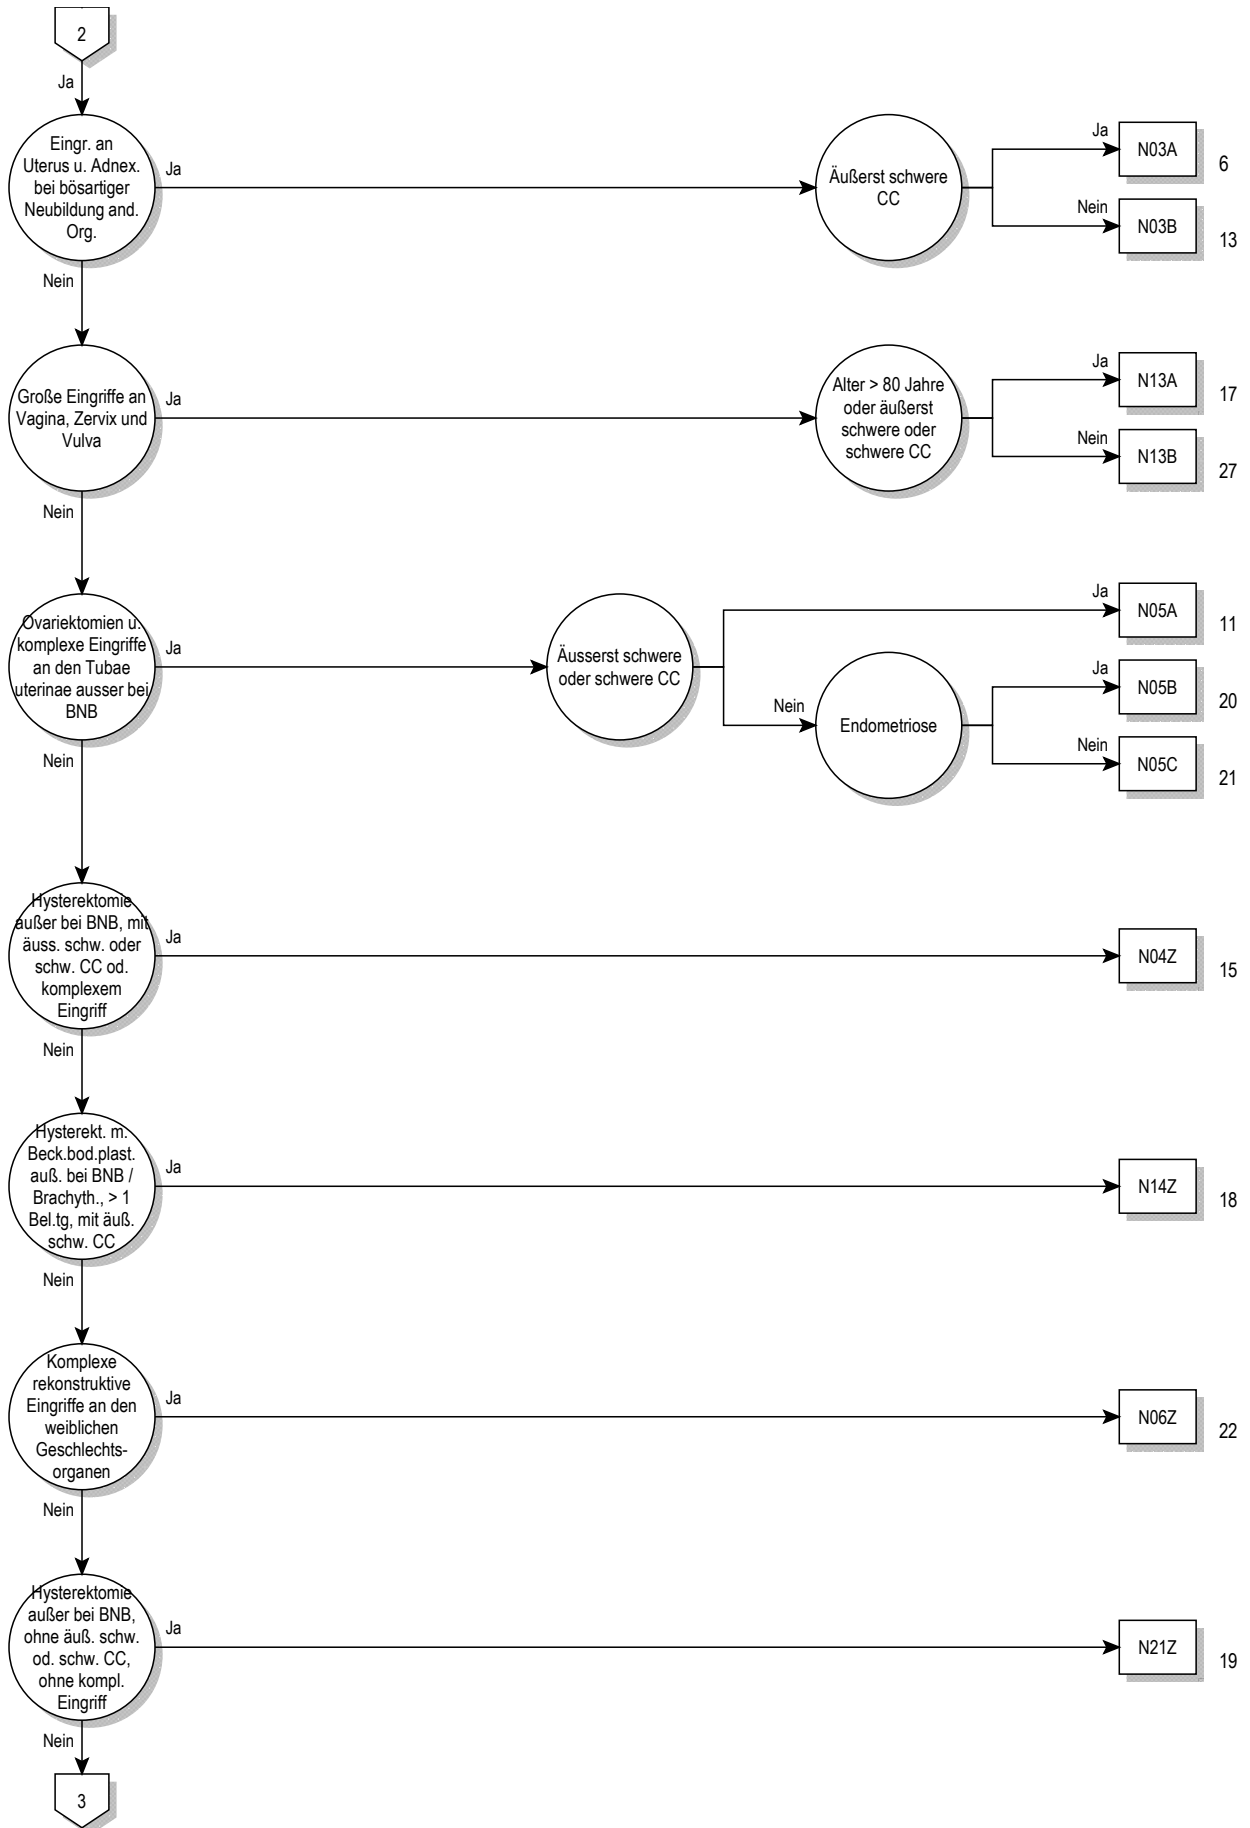 2
Ja
Eingr. an
Uterus u. Adnex.
bei bösartiger
Neubildung and.
Org.
Ja
Äußerst schwere
CC
Ja
N03A
6
Nein
N03B
13
Nein
Große Eingriffe an
Vagina, Zervix und
Vulva
Ja
Alter > 80 Jahre
oder äußerst
schwere oder
schwere CC
Ja
N13A
17
Nein
N13B
27
Nein
Ovariektomien u.
komplexe Eingriffe
an den Tubae
uterinae ausser bei
BNB
Ja
Äusserst schwere
oder schwere CC
Ja
N05A
11
Nein
Endometriose
Ja
N05B
20
Nein
N05C
21
Nein
Hysterektomie
außer bei BNB, mit
äuss. schw. oder
schw. CC od.
komplexem
Eingriff
Ja
N04Z
15
Nein
Hysterekt. m.
Beck.bod.plast.
auß. bei BNB /
Brachyth., > 1
Bel.tg, mit äuß.
schw. CC
Ja
N14Z
18
Nein
Komplexe
rekonstruktive
Eingriffe an den
weiblichen
Geschlechts-
organen
Ja
N06Z
22
Nein
Hysterektomie
außer bei BNB,
ohne äuß. schw.
od. schw. CC,
ohne kompl.
Eingriff
Ja
N21Z
19
Nein
3